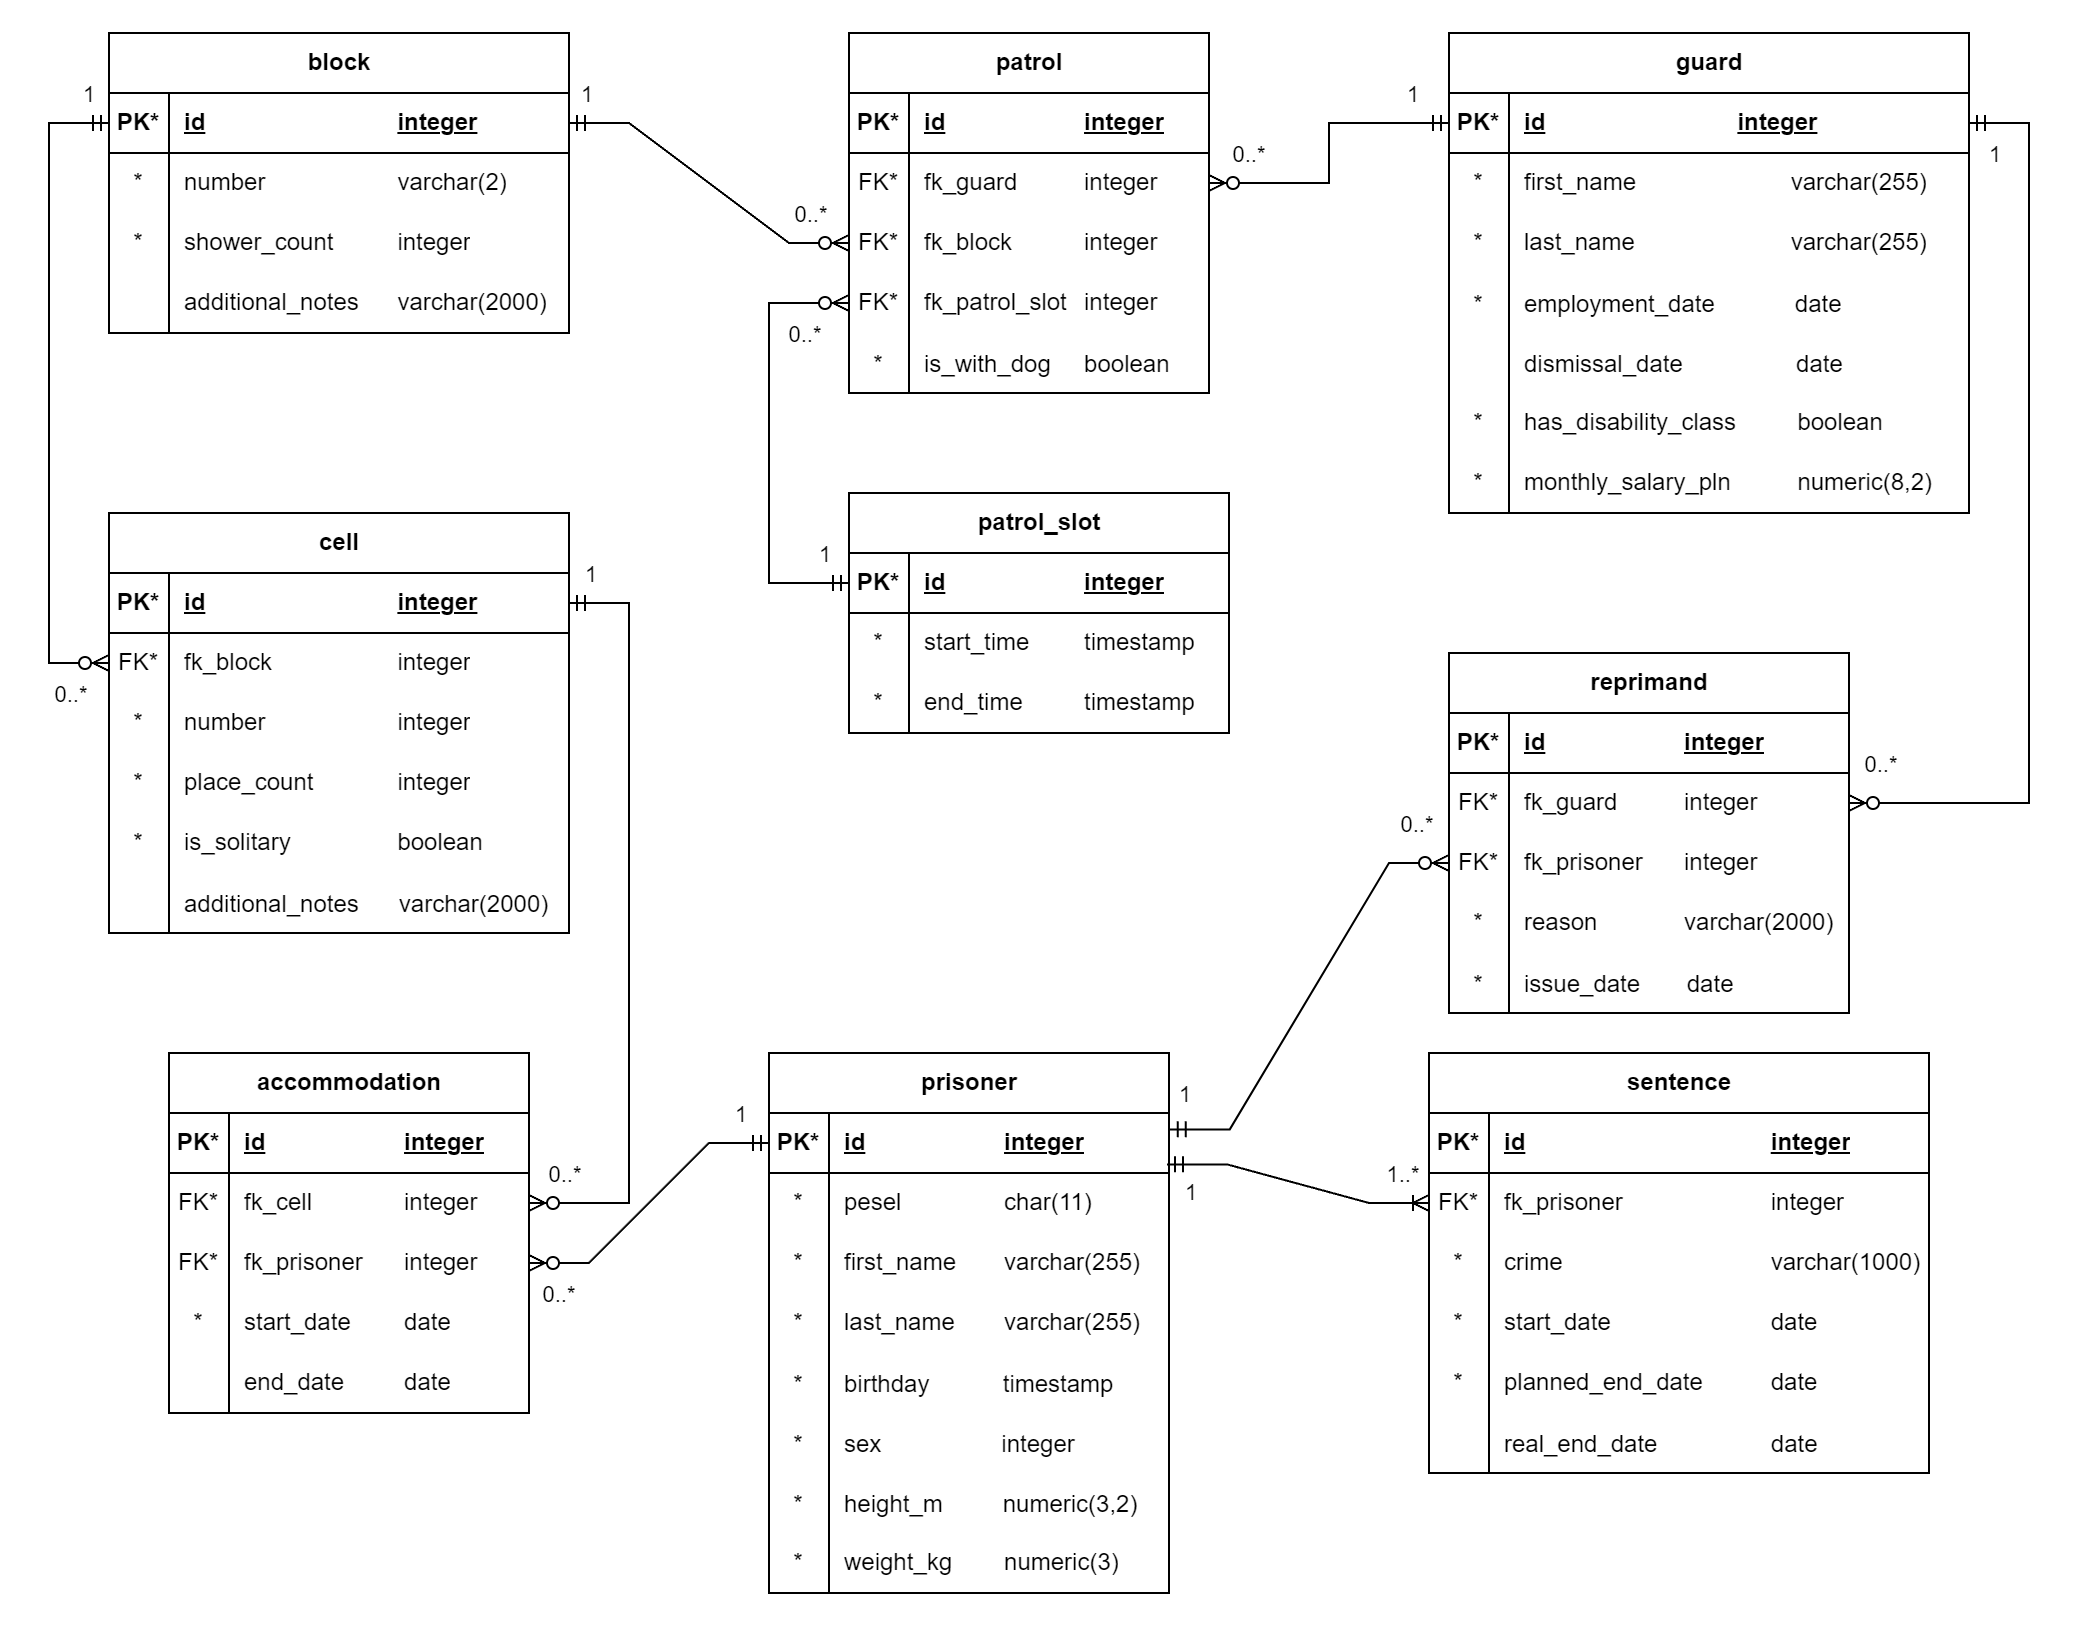 block
1
1
PK* id integer
* number varchar(2)
* shower_count integer
additional_notes varchar(2000)
patrol
PK* id integer
FK* fk_guard integer
0..*
FK* fk_block integer
0..*
FK* fk_patrol_slot integer
0..*
* is_with_dog boolean
guard
1
PK* id integer
1
* first_name varchar(255)
* last_name varchar(255)
* employment_date date
dismissal_date date
* has_disability_class boolean
* monthly_salary_pln numeric(8,2)
cell
1
PK* id integer
FK* fk_block integer
0..*
* number integer
* place_count integer
* is_solitary boolean
additional_notes varchar(2000)
patrol_slot
1
PK* id integer
* start_time timestamp
* end_time timestamp
reprimand
PK* id integer
0..*
FK* fk_guard integer
0..*
FK* fk_prisoner integer
* reason varchar(2000)
* issue_date date
accommodation
PK* id integer
0..*
FK* fk_cell integer
FK* fk_prisoner integer
0..*
* start_date date
end_date date
prisoner
1
1
PK* id integer
1
* pesel char(11)
* first_name varchar(255)
* last_name varchar(255)
* birthday timestamp
* sex integer
* height_m numeric(3,2)
* weight_kg numeric(3)
sentence
PK* id integer
1..*
FK* fk_prisoner integer
* crime varchar(1000)
* start_date date
* planned_end_date date
real_end_date date